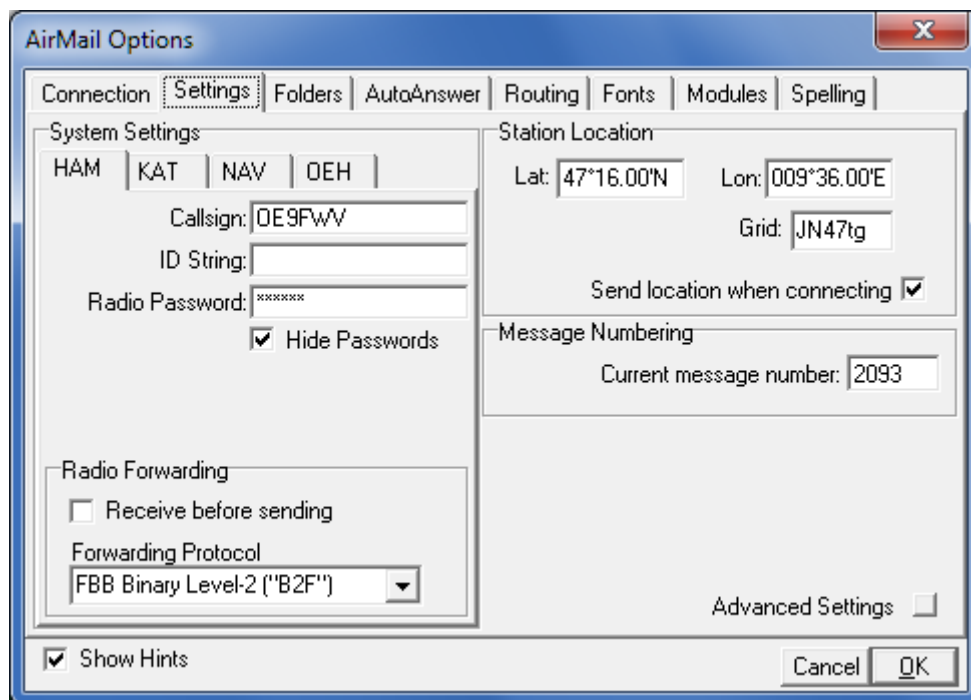 AirMail Options
Connection Settings Folders AutoAnswer Routing Fonts Modules Spelling
System Settings
HAM KAT NAV OEH
Callsign: OE9FWV
ID String:
Radio Password: ******
Hide Passwords
Radio Forwarding
Receive before sending
Forwarding Protocol
FBB Binary Level-2 ("B2F")
Station Location
Lat: 47°16.00'N Lon: 009°36.00'E
Grid: JN47tg
Send location when connecting
Message Numbering
Current message number: 2093
Advanced Settings
Show Hints
Cancel OK